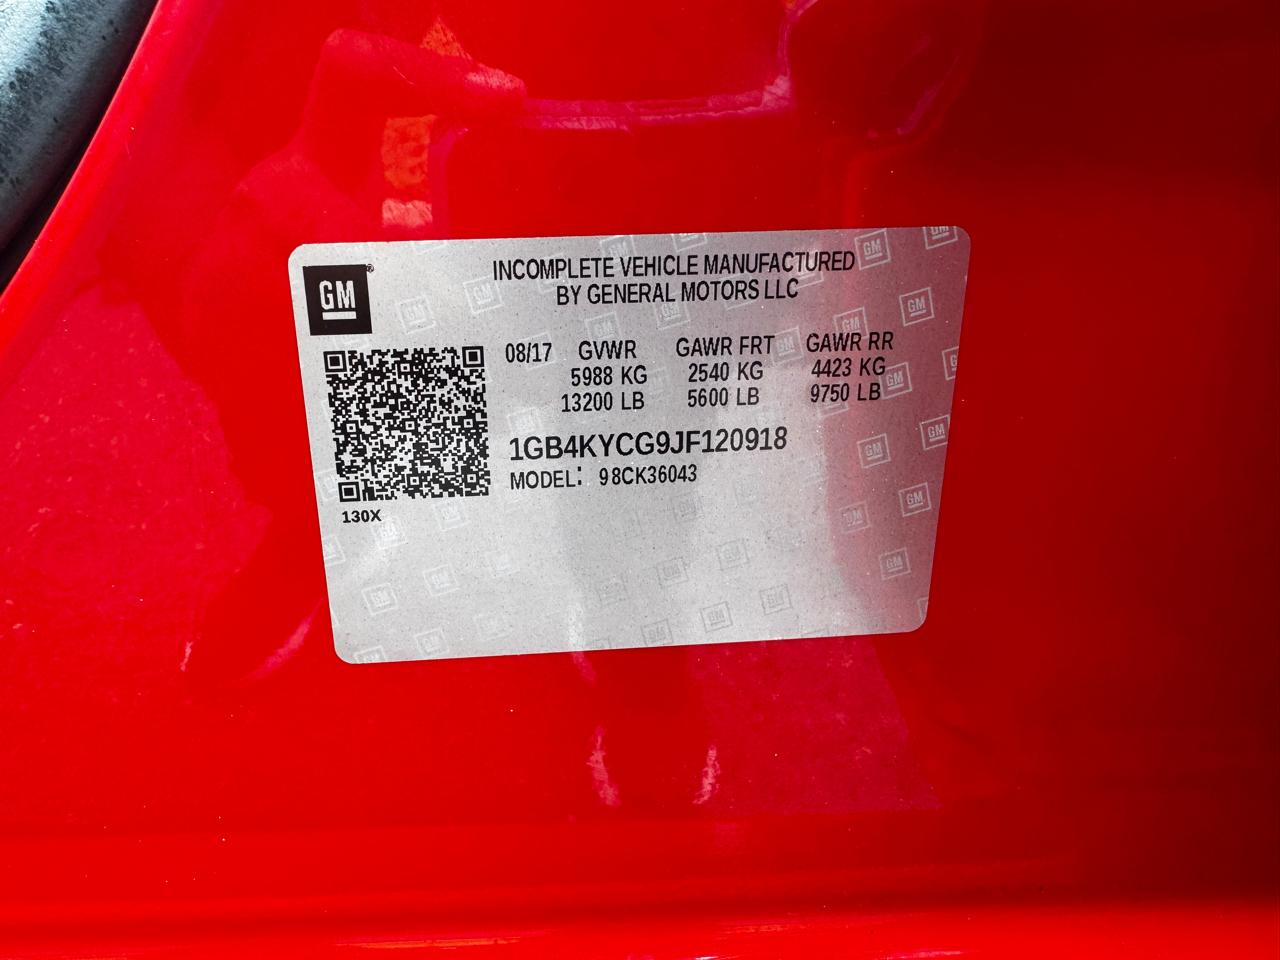 INCOMPLETE VEHICLE MANUFACTURED
BY GENERAL MOTORS LLC
GM®
08/17 GVWR GAWR FRT GAWR RR
5988 KG 2540 KG 4423 KG
13200 LB 5600 LB 9750 LB
1GB4KYCG9JF120918
MODEL: 98CK36043
130X